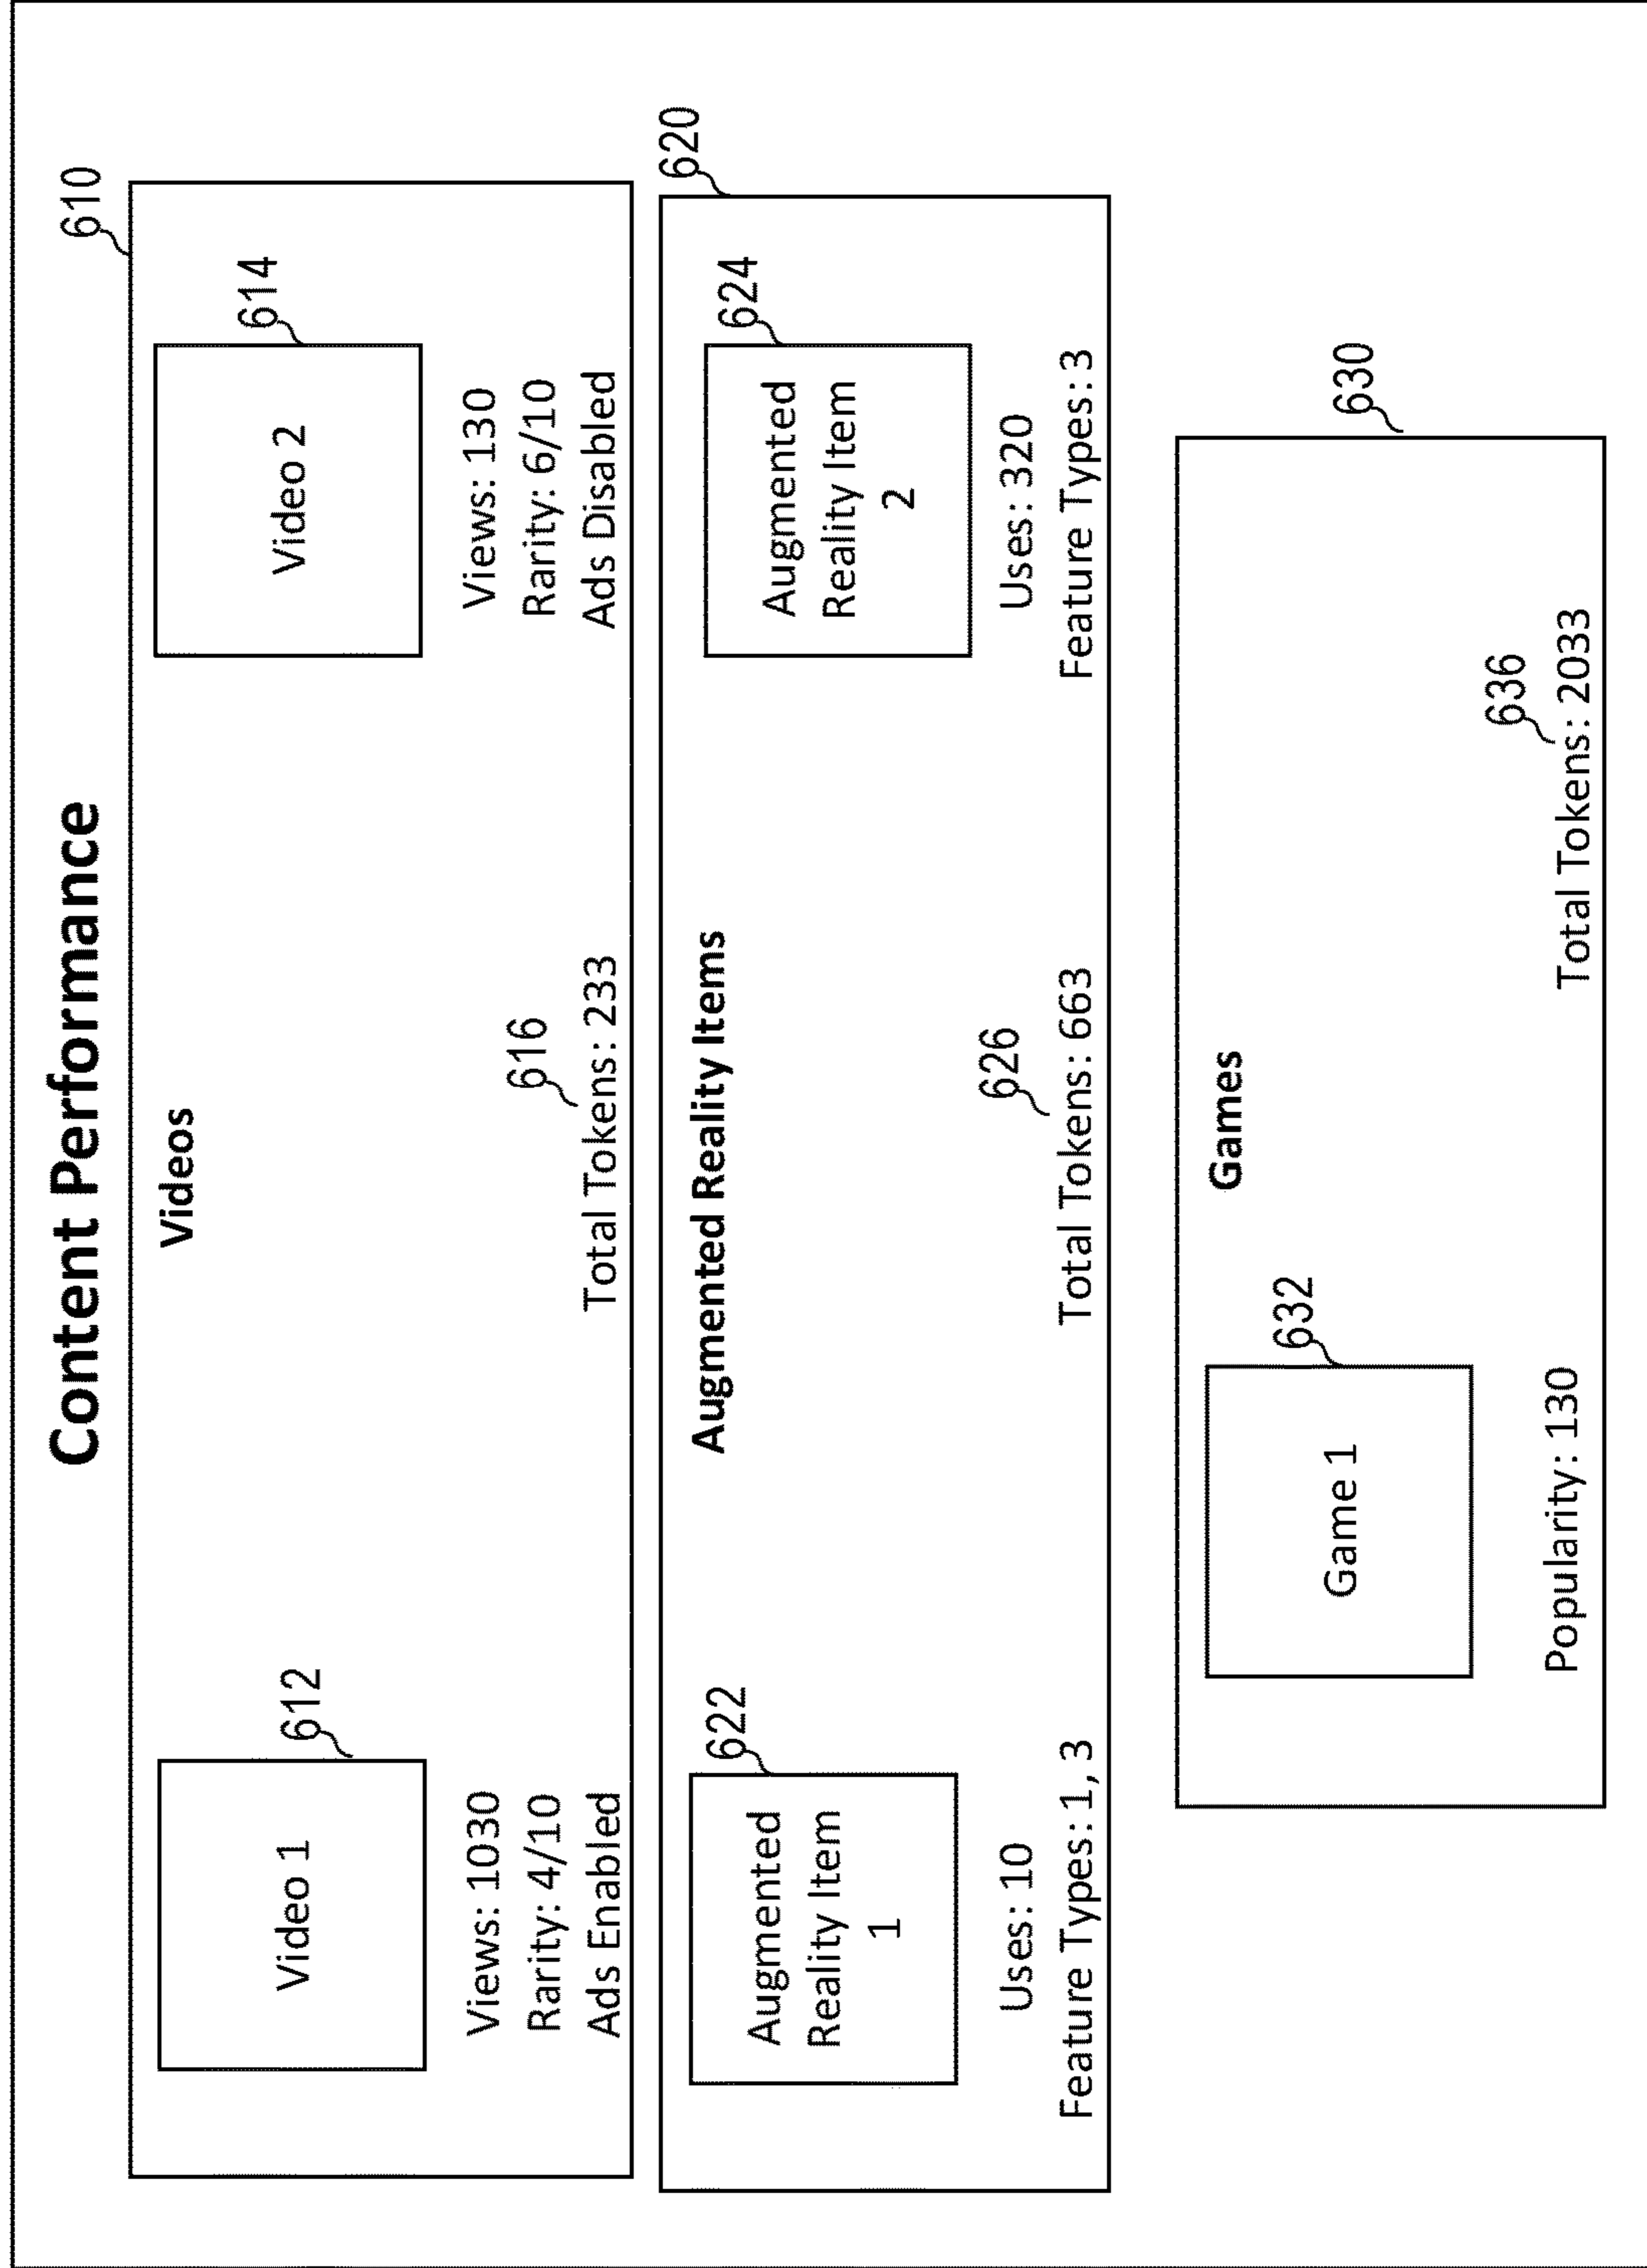 Content Performance
610
Videos
Video 1
612
Views: 1030
Rarity: 4/10
Ads Enabled
616
Total Tokens: 233
Video 2
614
Views: 130
Rarity: 6/10
Ads Disabled
620
Augmented Reality Items
Augmented
Reality Item
1
622
Uses: 10
Feature Types: 1, 3
626
Total Tokens: 663
Augmented
Reality Item
2
624
Uses: 320
Feature Types: 3
630
Games
Game 1
632
Popularity: 130
636
Total Tokens: 2033